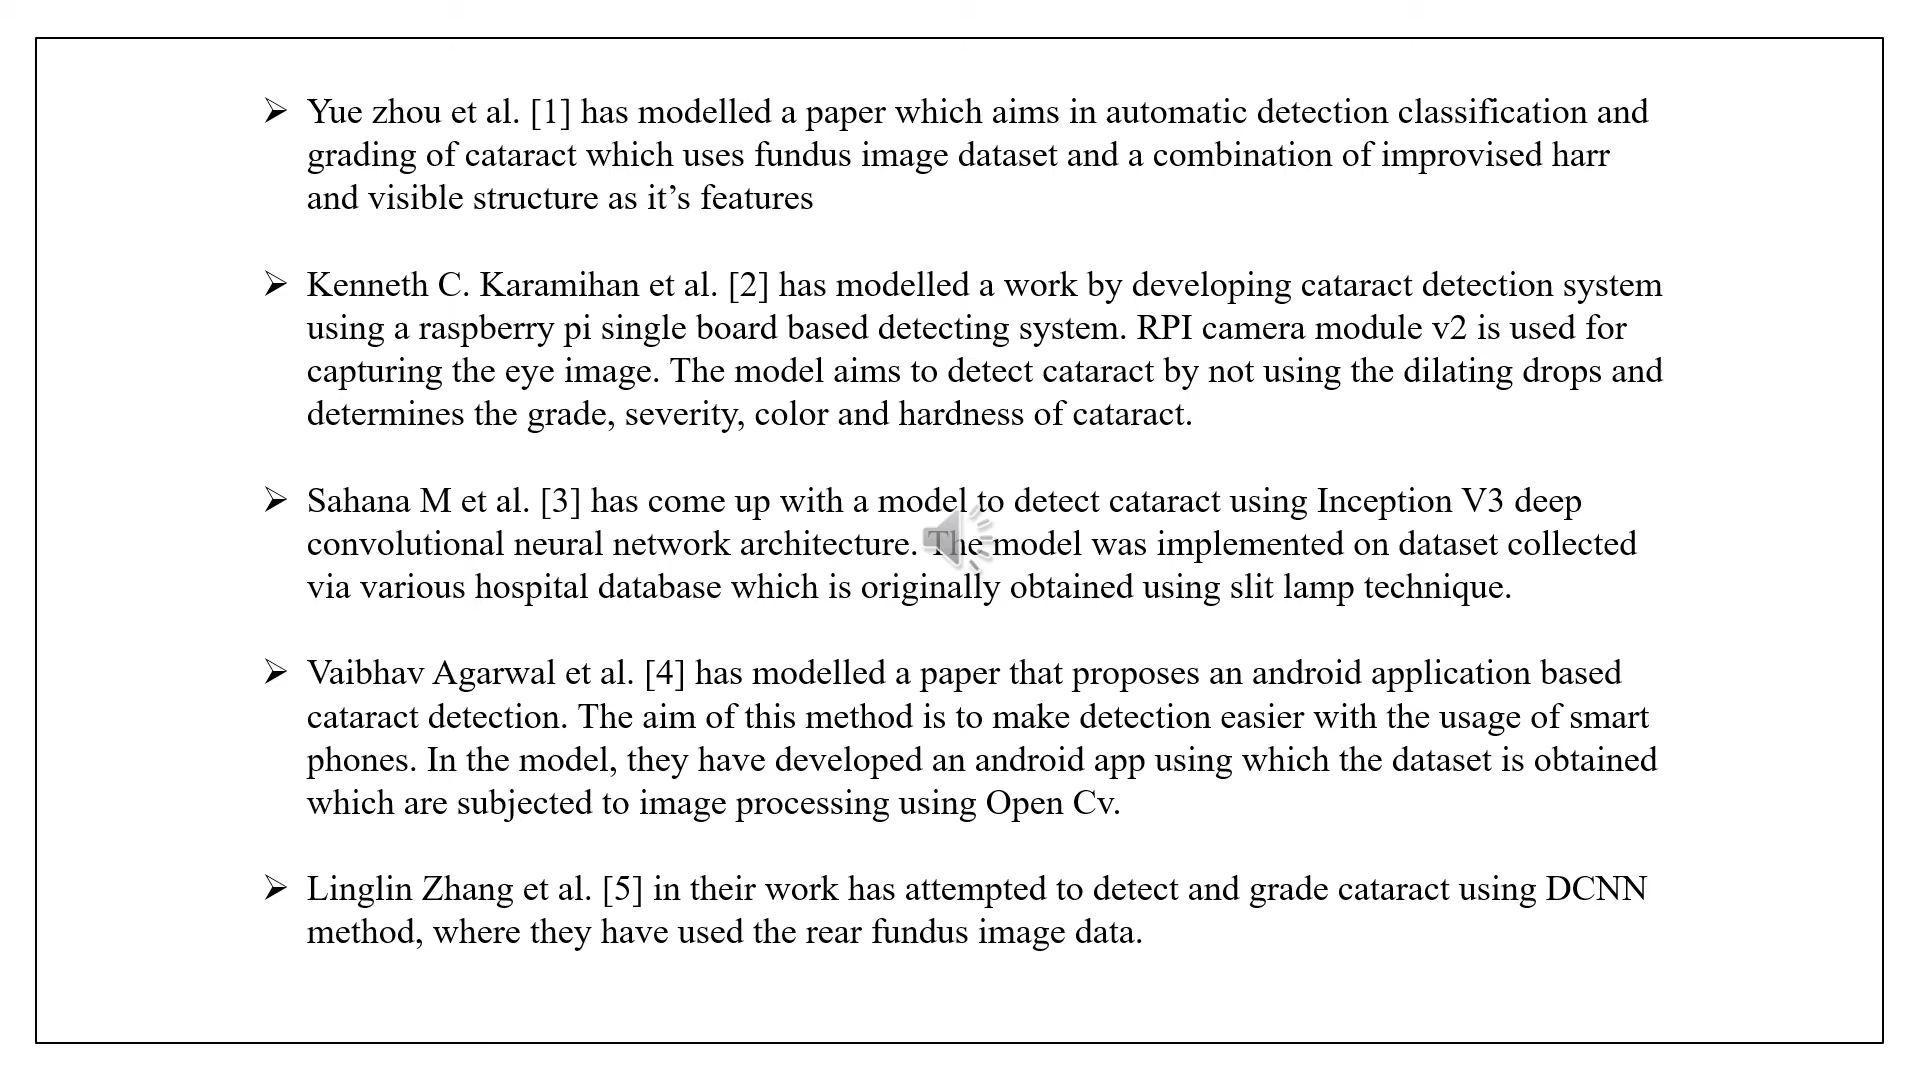 ➢ Yue zhou et al. [1] has modelled a paper which aims in automatic detection classification and
grading of cataract which uses fundus image dataset and a combination of improvised harr
and visible structure as it’s features
➢ Kenneth C. Karamihan et al. [2] has modelled a work by developing cataract detection system
using a raspberry pi single board based detecting system. RPI camera module v2 is used for
capturing the eye image. The model aims to detect cataract by not using the dilating drops and
determines the grade, severity, color and hardness of cataract.
➢ Sahana M et al. [3] has come up with a model to detect cataract using Inception V3 deep
convolutional neural network architecture. The model was implemented on dataset collected
via various hospital database which is originally obtained using slit lamp technique.
➢ Vaibhav Agarwal et al. [4] has modelled a paper that proposes an android application based
cataract detection. The aim of this method is to make detection easier with the usage of smart
phones. In the model, they have developed an android app using which the dataset is obtained
which are subjected to image processing using Open Cv.
➢ Linglin Zhang et al. [5] in their work has attempted to detect and grade cataract using DCNN
method, where they have used the rear fundus image data.